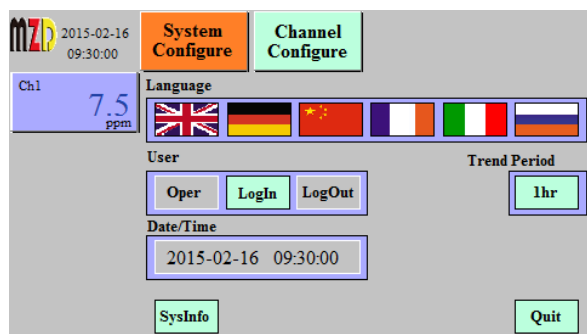 MZD
2015-02-16
09:30:00
System
Configure
Channel
Configure
Ch1
7.5
ppm
Language
User
Trend Period
Oper
LogIn
LogOut
1hr
Date/Time
2015-02-16 09:30:00
SysInfo
Quit